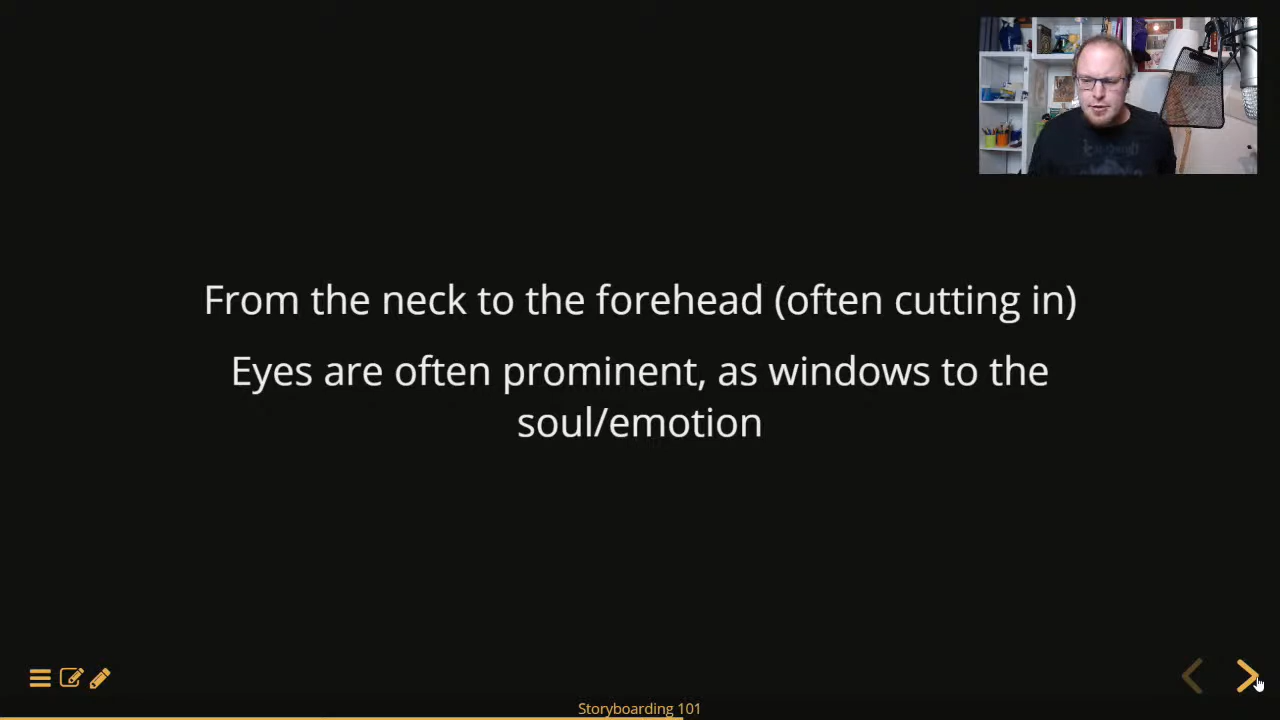 From the neck to the forehead (often cutting in)
Eyes are often prominent, as windows to the
soul/emotion
Storyboarding 101